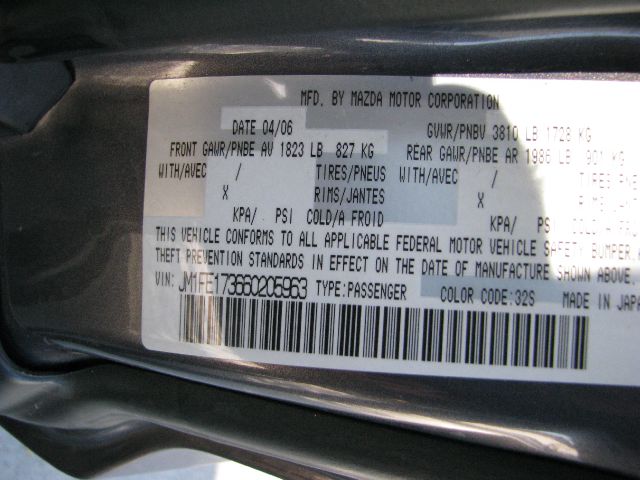 MFD. BY MAZDA MOTOR CORPORATION
DATE 04/06 GVWR/PNBV 3810 LB 1728 KG
FRONT GAWR/PNBE AV 1823 LB 827 KG REAR GAWR/PNBE AR 1986 LB 901 KG
WITH/AVEC / TIRES/PNEUS WITH/AVEC /
X RIMS/JANTES X
KPA/ PSI COLD/A FROID KPA/ PSI
THIS VEHICLE CONFORMS TO ALL APPLICABLE FEDERAL MOTOR VEHICLE SAFETY BUMPER,
THEFT PREVENTION STANDARDS IN EFFECT ON THE DATE OF MANUFACTURE SHOWN ABOVE.
VIN: JM1FE173660205963 TYPE:PASSENGER COLOR CODE:32S MADE IN JAPA